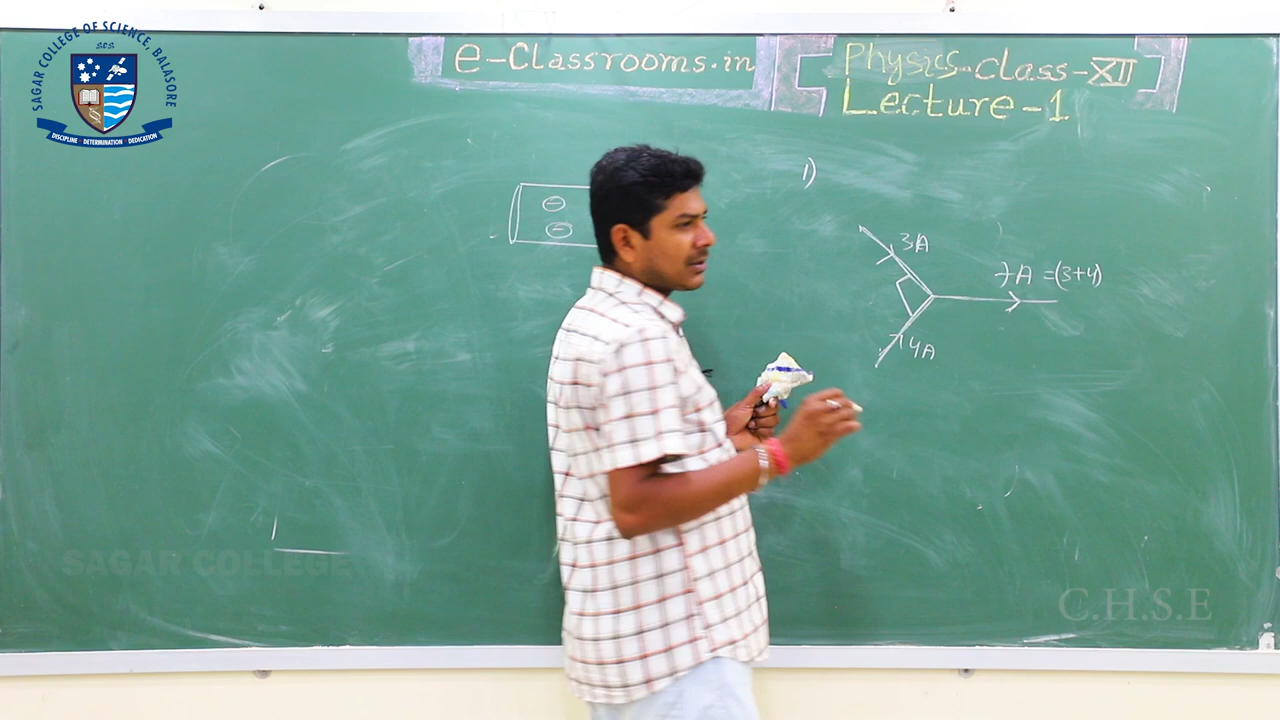 SAGAR COLLEGE OF SCIENCE, BALASORE
SCS
DISCIPLINE DETERMINATION DEDICATION
e-Classrooms.in
Physics-class-XII
Lecture-1
1)
3A
7A =(3+4)
4A
SAGAR COLLEGE
C.H.S.E